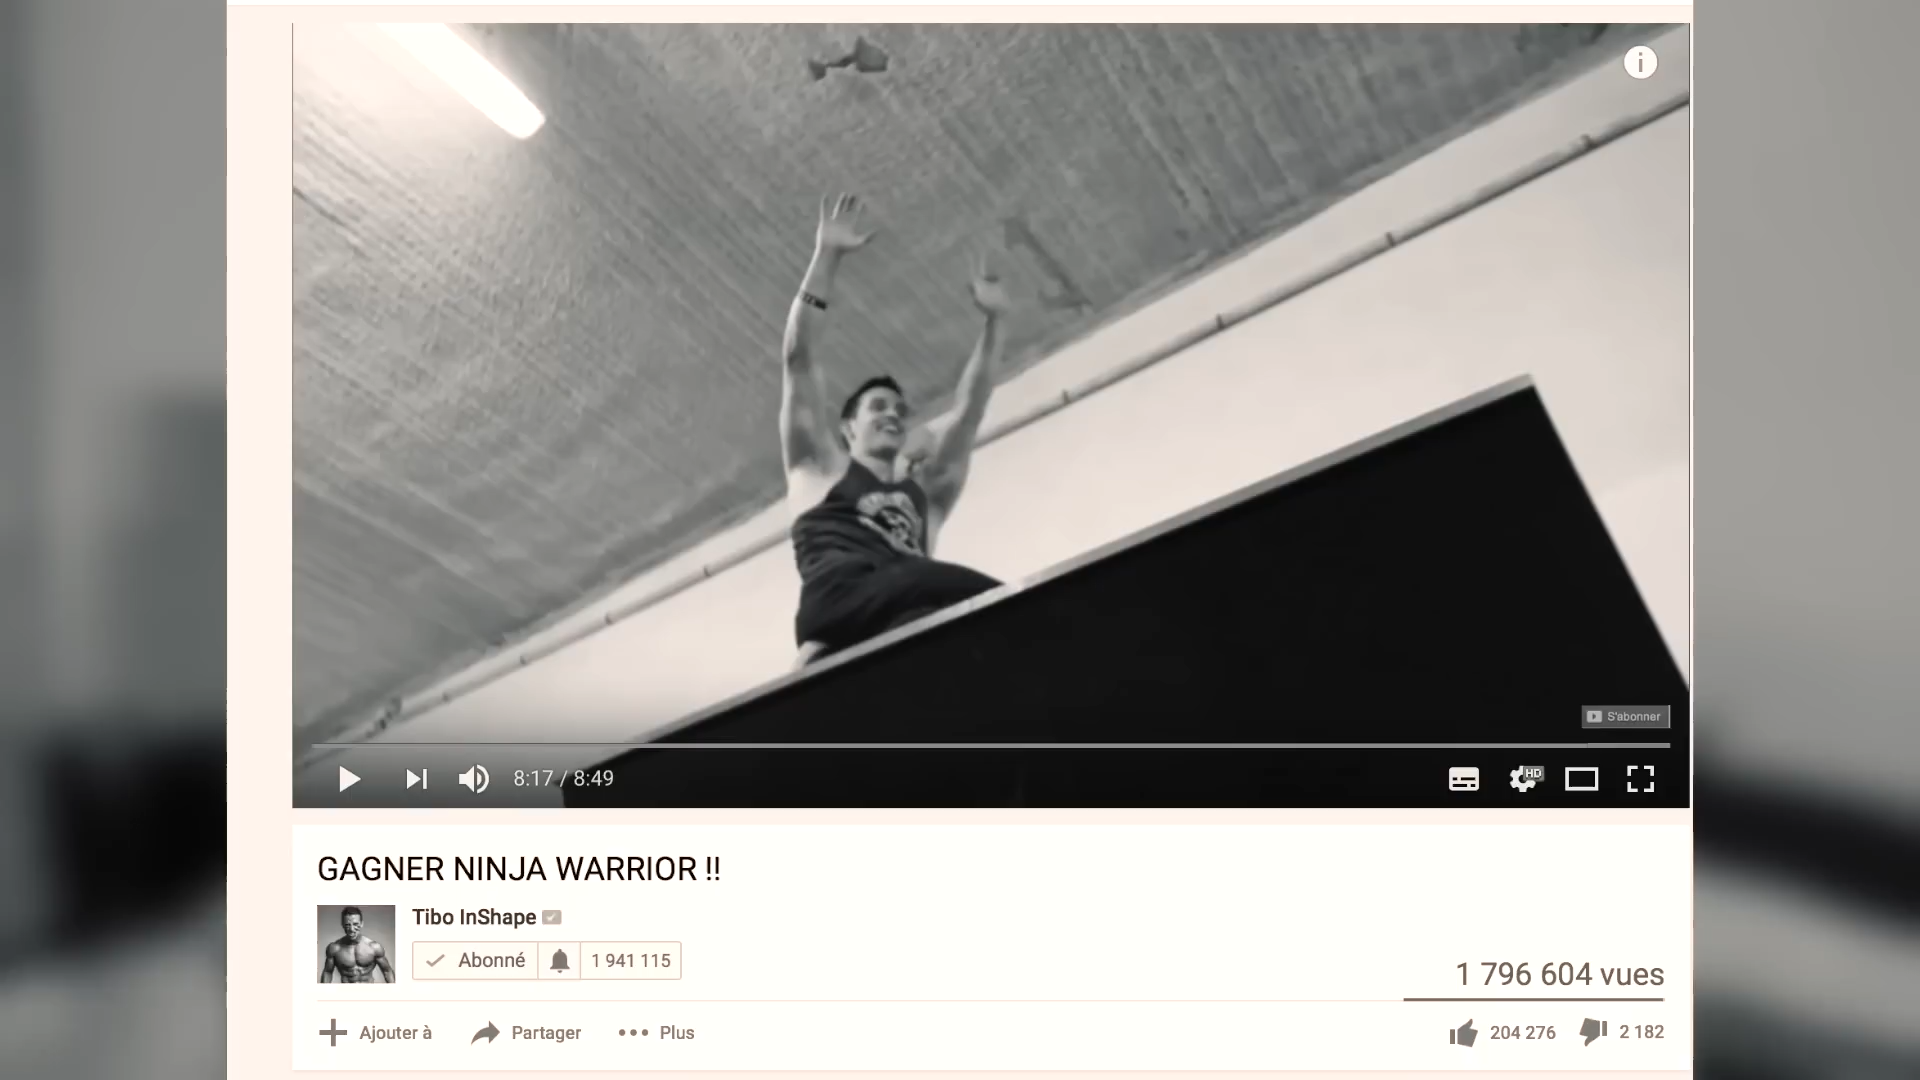 i
S'abonner
8:17 / 8:49
HD
GAGNER NINJA WARRIOR !!
Tibo InShape
Abonné
1 941 115
1 796 604 vues
Ajouter à
Partager
Plus
204 276
2 182